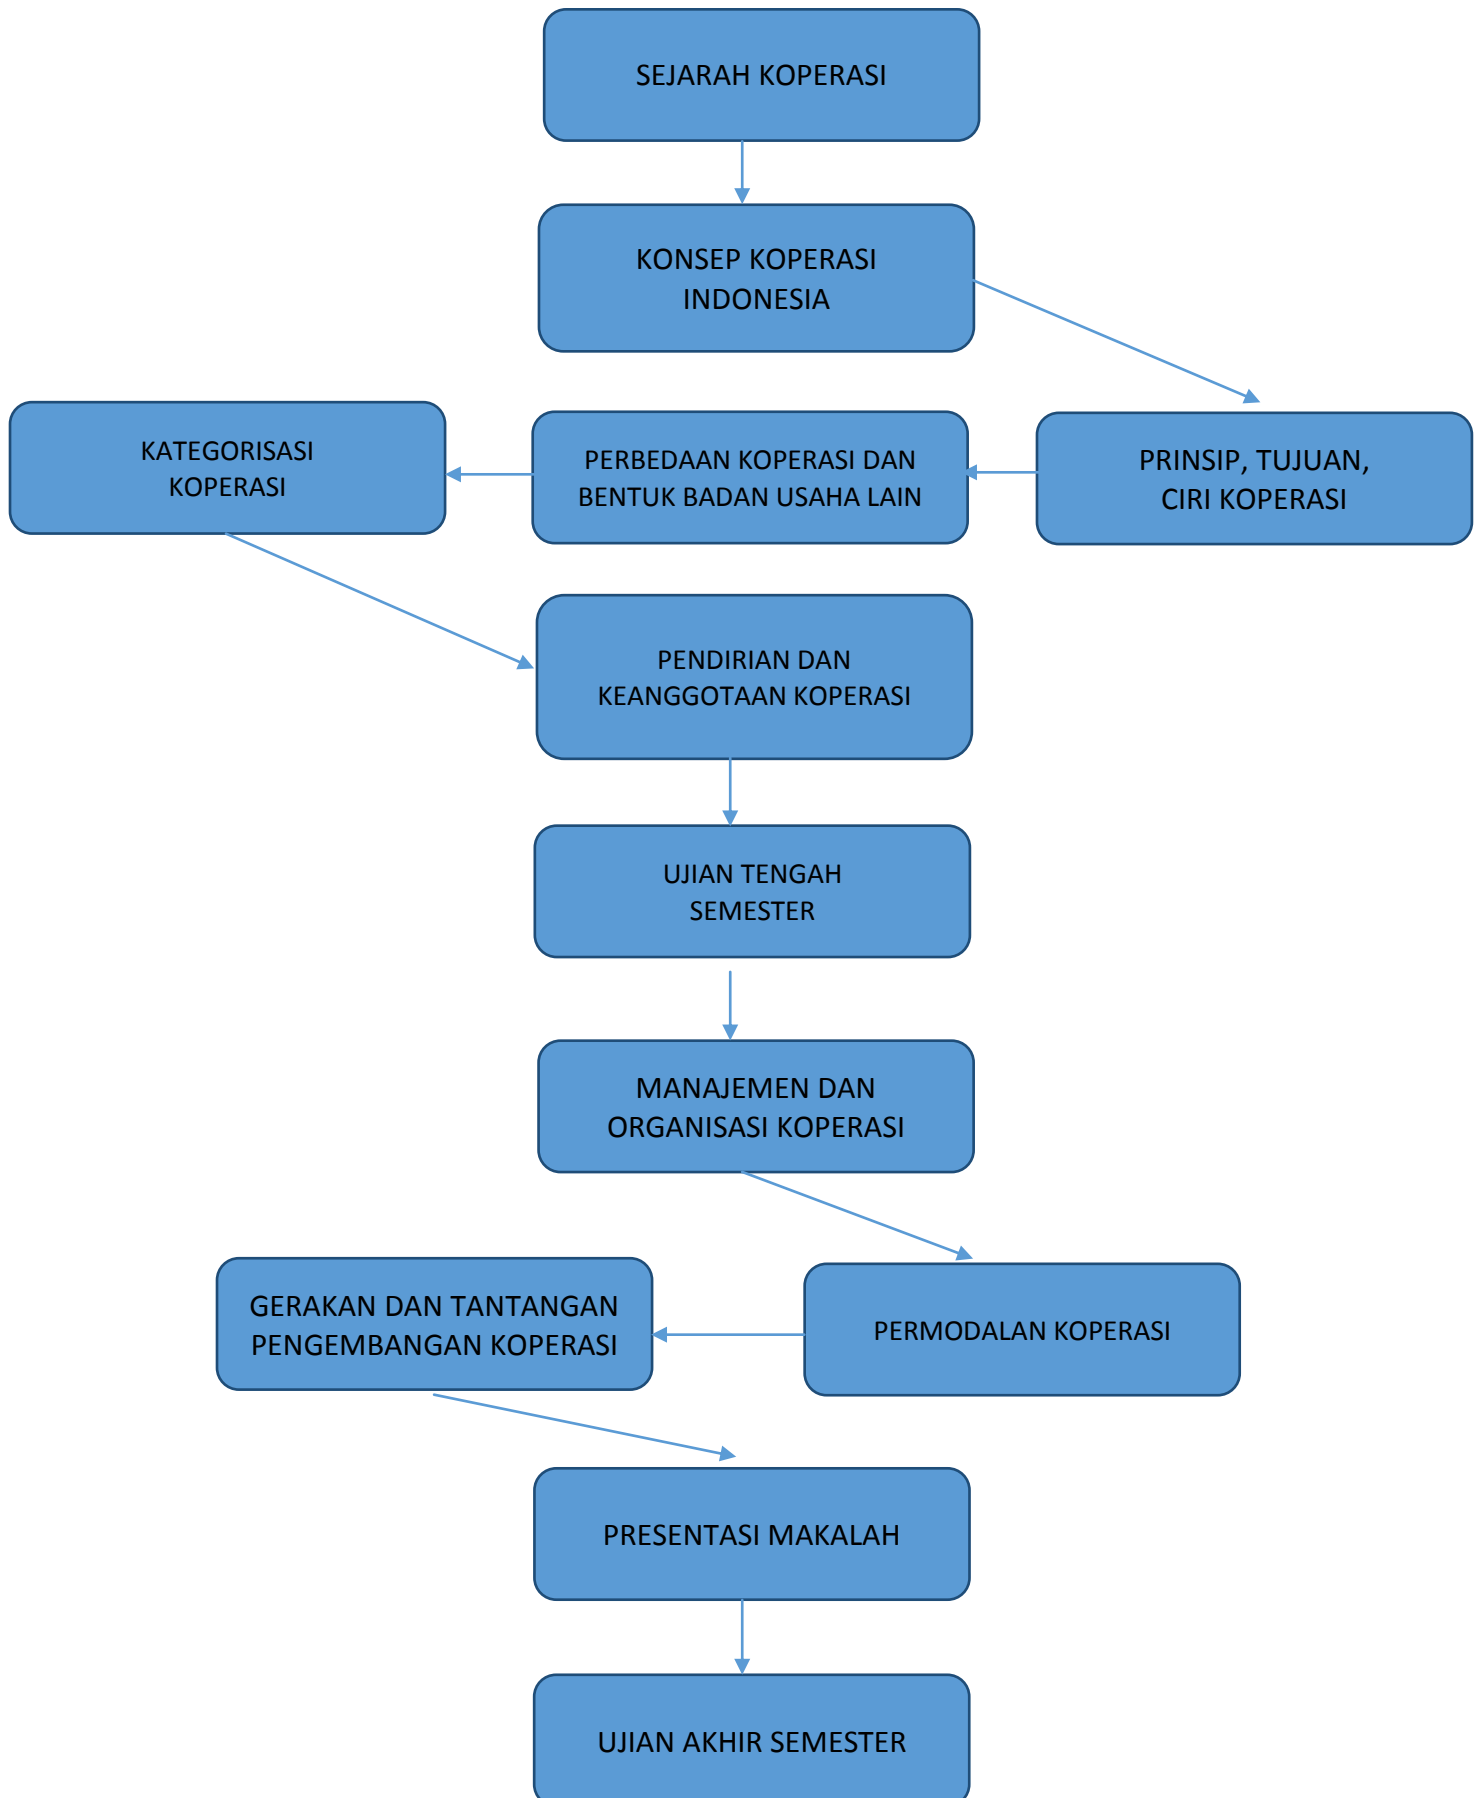 SEJARAH KOPERASI
KONSEP KOPERASI
INDONESIA
PRINSIP, TUJUAN,
CIRI KOPERASI
PERBEDAAN KOPERASI DAN
BENTUK BADAN USAHA LAIN
KATEGORISASI
KOPERASI
PENDIRIAN DAN
KEANGGOTAAN KOPERASI
UJIAN TENGAH
SEMESTER
MANAJEMEN DAN
ORGANISASI KOPERASI
PERMODALAN KOPERASI
GERAKAN DAN TANTANGAN
PENGEMBANGAN KOPERASI
PRESENTASI MAKALAH
UJIAN AKHIR SEMESTER